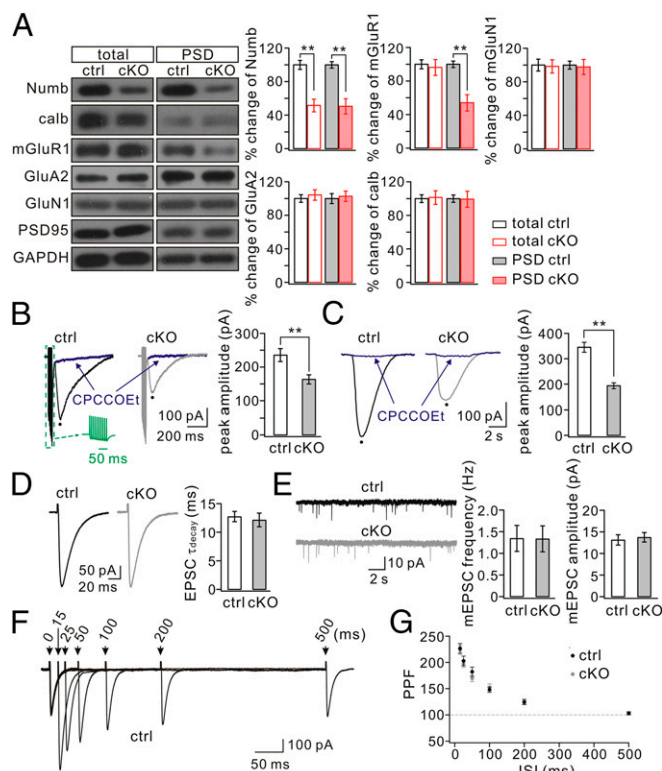 A
total PSD
ctrl cKO ctrl cKO
Numb
calb
mGluR1
GluA2
GluN1
PSD95
GAPDH
% change of Numb
120
80
40
0
**
**
% change of mGluR1
120
80
40
0
**
% change of mGluN1
120
80
40
0
% change of GluA2
120
80
40
0
% change of calb
120
80
40
0
total ctrl
total cKO
PSD ctrl
PSD cKO
B
ctrl cKO
CPCCOEt
100 pA
200 ms
50 ms
peak amplitude (pA)
250
200
150
100
50
0
**
ctrl
cKO
C
ctrl cKO
CPCCOEt
100 pA
2 s
peak amplitude (pA)
400
300
200
100
0
**
ctrl
cKO
D
ctrl cKO
50 pA
20 ms
EPSC τdecay (ms)
15
10
5
0
ctrl cKO
E
ctrl
cKO
10 pA
2 s
mEPSC frequency (Hz)
2.0
1.5
1.0
0.5
0
ctrl cKO
mEPSC amplitude (pA)
20
15
10
5
0
ctrl cKO
F
0 15 25 50 100 200 500 (ms)
ctrl
100 pA
50 ms
G
PPF
250
200
150
100
50
ctrl
cKO
0 100 200 300 400 500
ISI (ms)